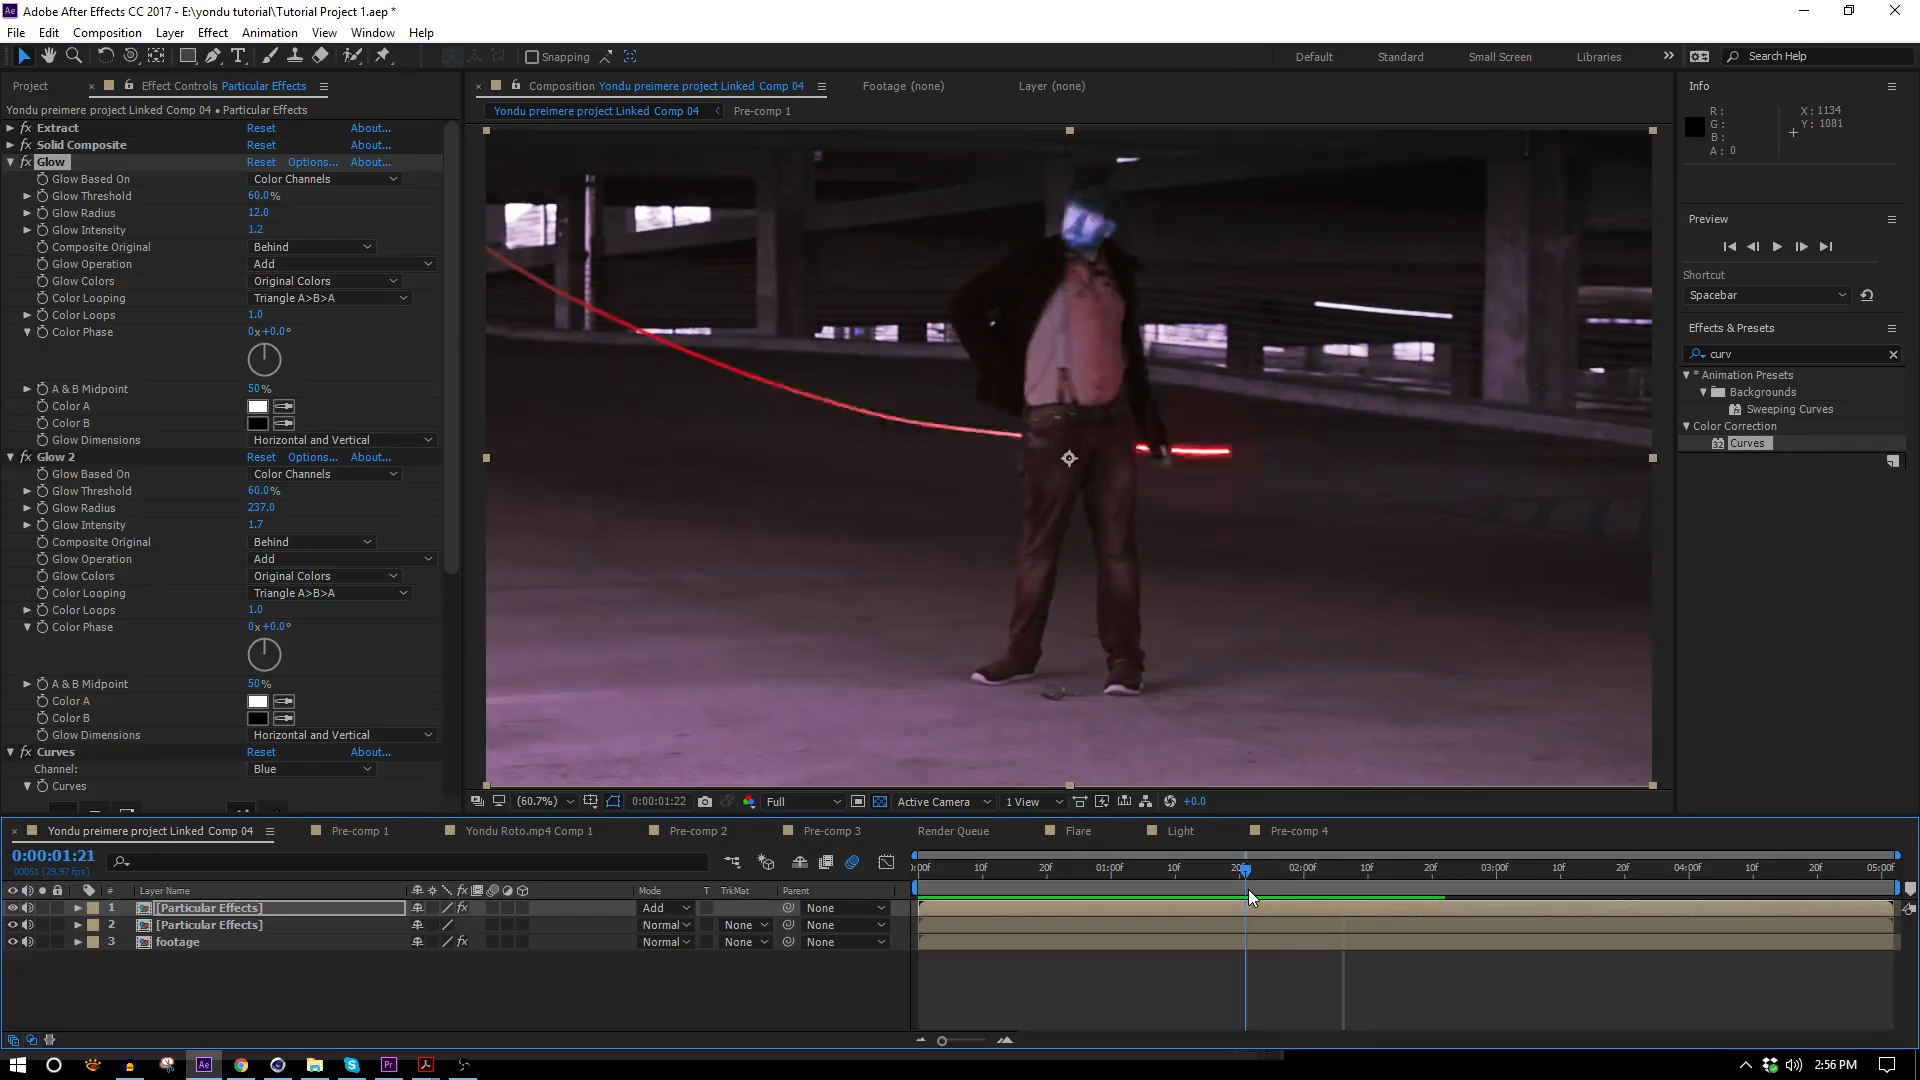 Adobe After Effects CC 2017 - E:\yondu tutorial\Tutorial Project 1.aep *
File Edit Composition Layer Effect Animation View Window Help
Snapping Default Standard Small Screen Libraries Search Help
Project Effect Controls Particular Effects
Yondu preimere project Linked Comp 04 • Particular Effects
Extract Reset About...
Solid Composite Reset About...
Glow Reset Options... About...
Glow Based On Color Channels
Glow Threshold 60.0%
Glow Radius 12.0
Glow Intensity 1.2
Composite Original Behind
Glow Operation Add
Glow Colors Original Colors
Color Looping Triangle A>B>A
Color Loops 1.0
Color Phase 0x+0.0°
A & B Midpoint 50%
Color A
Color B
Glow Dimensions Horizontal and Vertical
Glow 2 Reset Options... About...
Glow Based On Color Channels
Glow Threshold 60.0%
Glow Radius 237.0
Glow Intensity 1.7
Composite Original Behind
Glow Operation Add
Glow Colors Original Colors
Color Looping Triangle A>B>A
Color Loops 1.0
Color Phase 0x+0.0°
A & B Midpoint 50%
Color A
Color B
Glow Dimensions Horizontal and Vertical
Curves Reset About...
Channel: Blue
Curves
Composition Yondu preimere project Linked Comp 04 Footage (none) Layer (none)
Yondu preimere project Linked Comp 04 Pre-comp 1
(60.7%) 0:00:01:22 Full Active Camera 1 View +0.0
Info
R: X: 1134
G: Y: 1081
B:
A: 0
Preview
Shortcut
Spacebar
Effects & Presets
curv
* Animation Presets
Backgrounds
Sweeping Curves
Color Correction
Curves
Yondu preimere project Linked Comp 04 Pre-comp 1 Yondu Roto.mp4 Comp 1 Pre-comp 2 Pre-comp 3 Render Queue Flare Light Pre-comp 4
0:00:01:21
00051 (29.97 fps)
:00f 10f 20f 01:00f 10f 20f 02:00f 10f 20f 03:00f 10f 20f 04:00f 10f 20f 05:00f
# Layer Name fx Mode T TrkMat Parent
1 [Particular Effects] fx Add None
2 [Particular Effects] Normal None None
3 footage fx Normal None None
2:56 PM